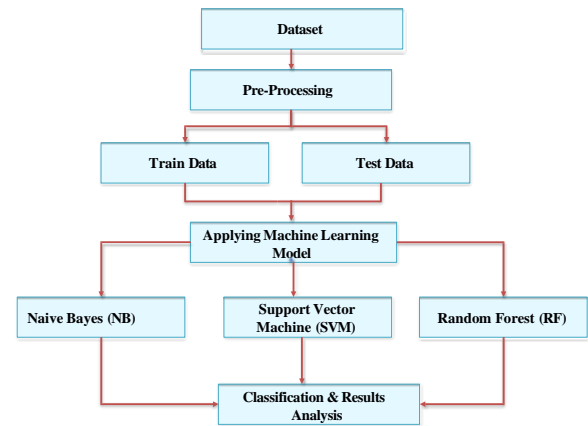 Dataset
Pre-Processing
Train Data
Test Data
Applying Machine Learning
Model
Naive Bayes (NB)
Support Vector
Machine (SVM)
Random Forest (RF)
Classification & Results
Analysis